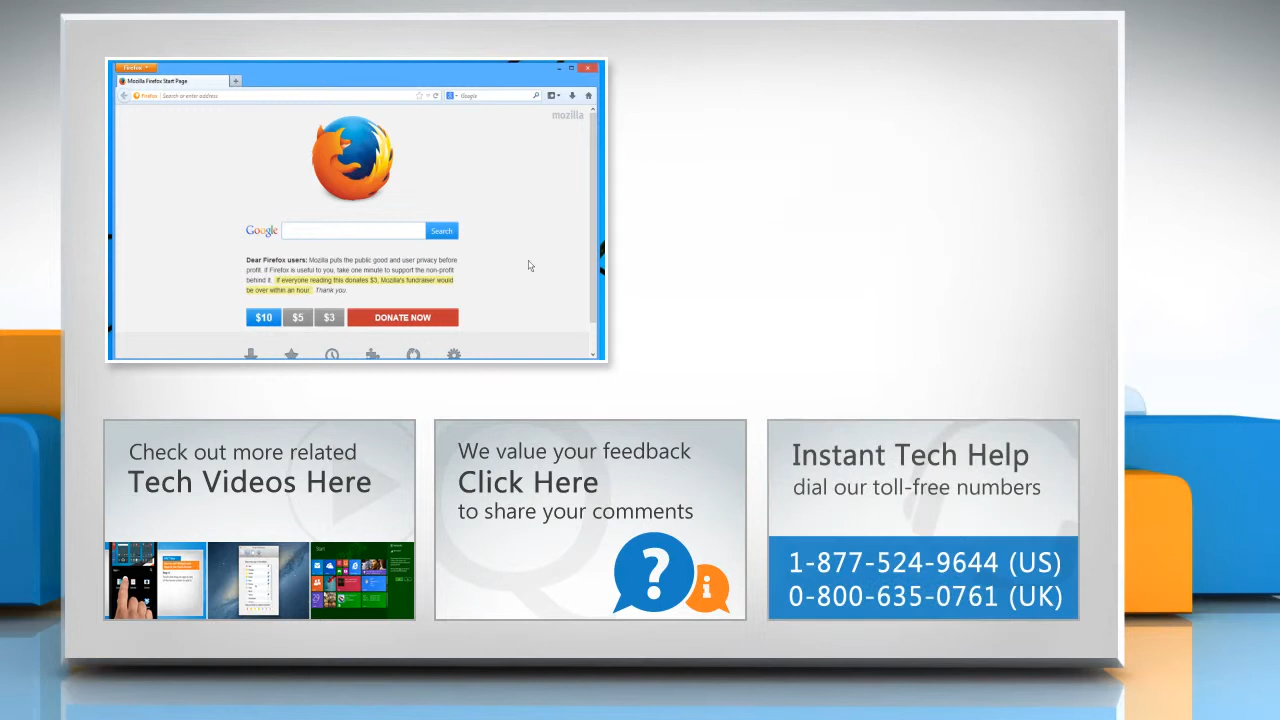 Firefox
Mozilla Firefox Start Page
Firefox
Search or enter address
Google
mozilla
Google
Search
Dear Firefox users: Mozilla puts the public good and user privacy before
profit. If Firefox is useful to you, take one minute to support the non-profit
behind it. If everyone reading this donates $3, Mozilla's fundraiser would
be over within an hour. Thank you.
$10 $5 $3 DONATE NOW
Check out more related
Tech Videos Here
We value your feedback
Click Here
to share your comments
Instant Tech Help
dial our toll-free numbers
1-877-524-9644 (US)
0-800-635-0761 (UK)
Start